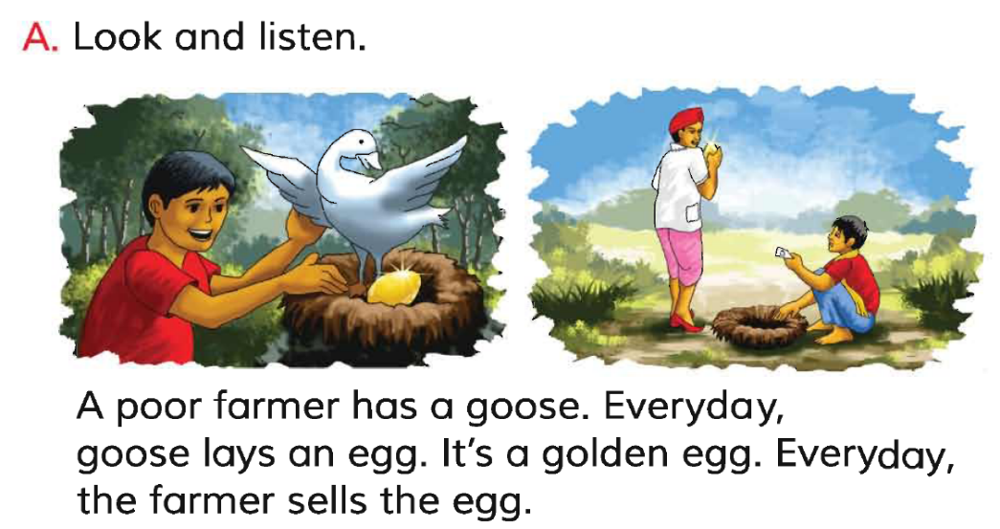 A. Look and listen.
A poor farmer has a goose. Everyday,
goose lays an egg. It's a golden egg. Everyday,
the farmer sells the egg.